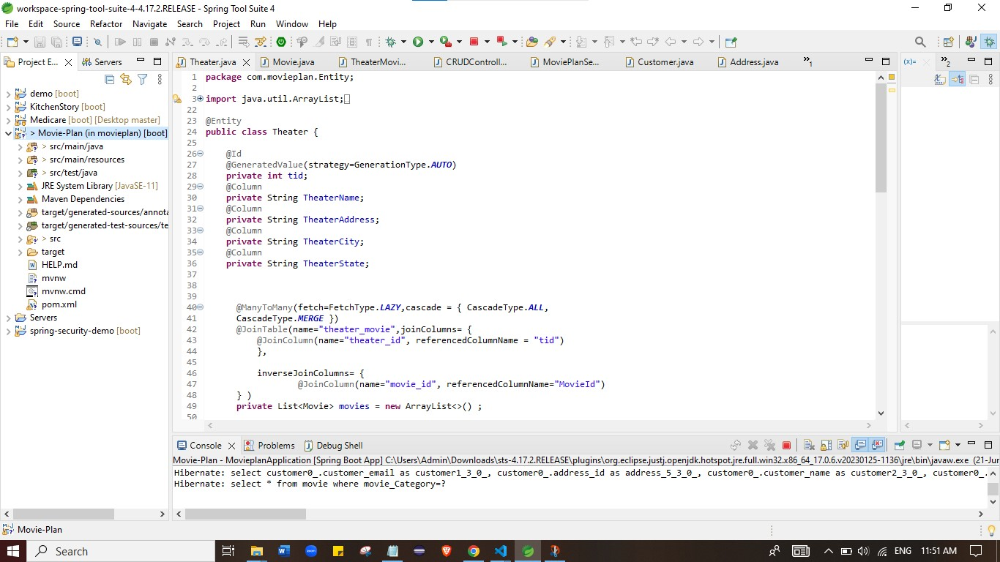 workspace-spring-tool-suite-4-4.17.2.RELEASE - Spring Tool Suite 4
File Edit Source Refactor Navigate Search Project Run Window Help
Project E... Servers
demo [boot]
KitchenStory [boot]
Medicare [boot] [Desktop master]
> Movie-Plan (in movieplan) [boot]
> src/main/java
> src/main/resources
> src/test/java
JRE System Library [JavaSE-11]
Maven Dependencies
target/generated-sources/annota
target/generated-test-sources/te
> src
target
HELP.md
mvnw
mvnw.cmd
pom.xml
Servers
spring-security-demo [boot]
Theater.java Movie.java TheaterMovi... CRUDControll... MoviePlanSe... Customer.java Address.java »1
(x)= »2
1 package com.movieplan.Entity;
2
3 import java.util.ArrayList;
22
23 @Entity
24 public class Theater {
25
26 @Id
27 @GeneratedValue(strategy=GenerationType.AUTO)
28 private int tid;
29 @Column
30 private String TheaterName;
31 @Column
32 private String TheaterAddress;
33 @Column
34 private String TheaterCity;
35 @Column
36 private String TheaterState;
37
38
39
40 @ManyToMany(fetch=FetchType.LAZY,cascade = { CascadeType.ALL,
41 CascadeType.MERGE })
42 @JoinTable(name="theater_movie",joinColumns= {
43 @JoinColumn(name="theater_id", referencedColumnName = "tid")
44 },
45
46 inverseJoinColumns= {
47 @JoinColumn(name="movie_id", referencedColumnName="MovieId")
48 } )
49 private List<Movie> movies = new ArrayList<>() ;
50
Console Problems Debug Shell
Movie-Plan - MovieplanApplication [Spring Boot App] C:\Users\Admin\Downloads\sts-4.17.2.RELEASE\plugins\org.eclipse.justj.openjdk.hotspot.jre.full.win32.x86_64_17.0.6.v20230125-1136\jre\bin\javaw.exe (21-Jun
Hibernate: select customer0_.customer_email as customer1_3_0_, customer0_.address_id as address_5_3_0_, customer0_.customer_name as customer2_3_0_, customer0_.
Hibernate: select * from movie where movie_Category=?
Movie-Plan
Search
ENG 11:51 AM